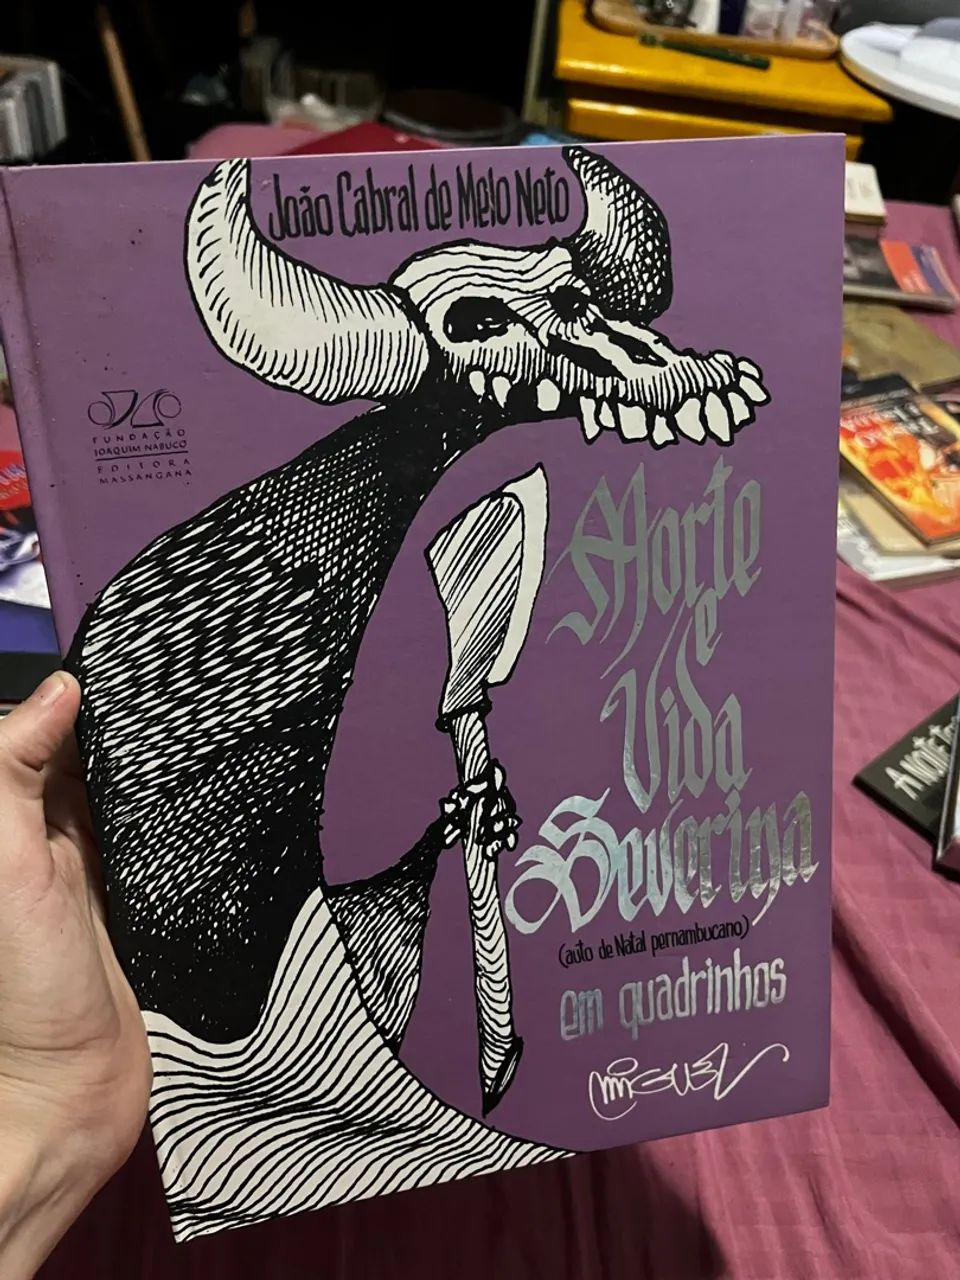 João Cabral de Melo Neto
FUNDAÇÃO
JOAQUIM NABUCO
EDITORA
MASSANGANA
Morte
e
Vida
Severina
(auto de Natal pernambucano)
em quadrinhos
MIGUEL
A NOITE